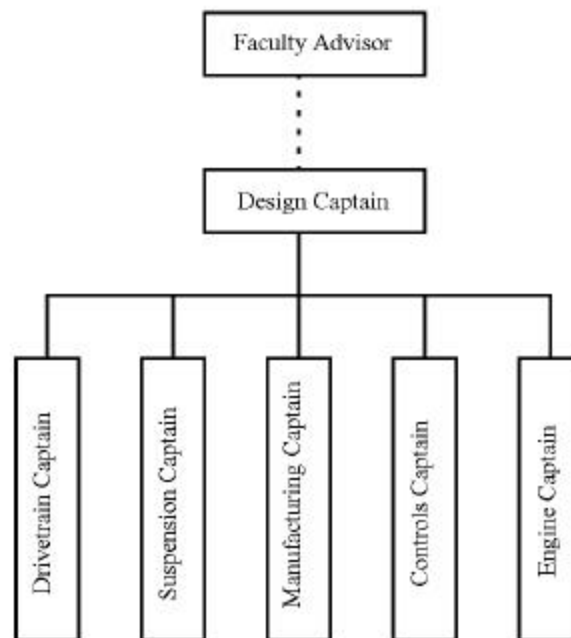 Faculty Advisor
Design Captain
Drivetrain Captain
Suspension Captain
Manufacturing Captain
Controls Captain
Engine Captain